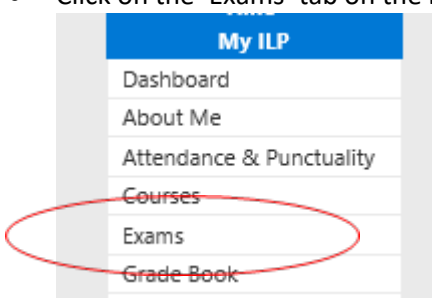 Click on the "Exams" tab on the
My ILP
Dashboard
About Me
Attendance & Punctuality
Courses
Exams
Grade Book